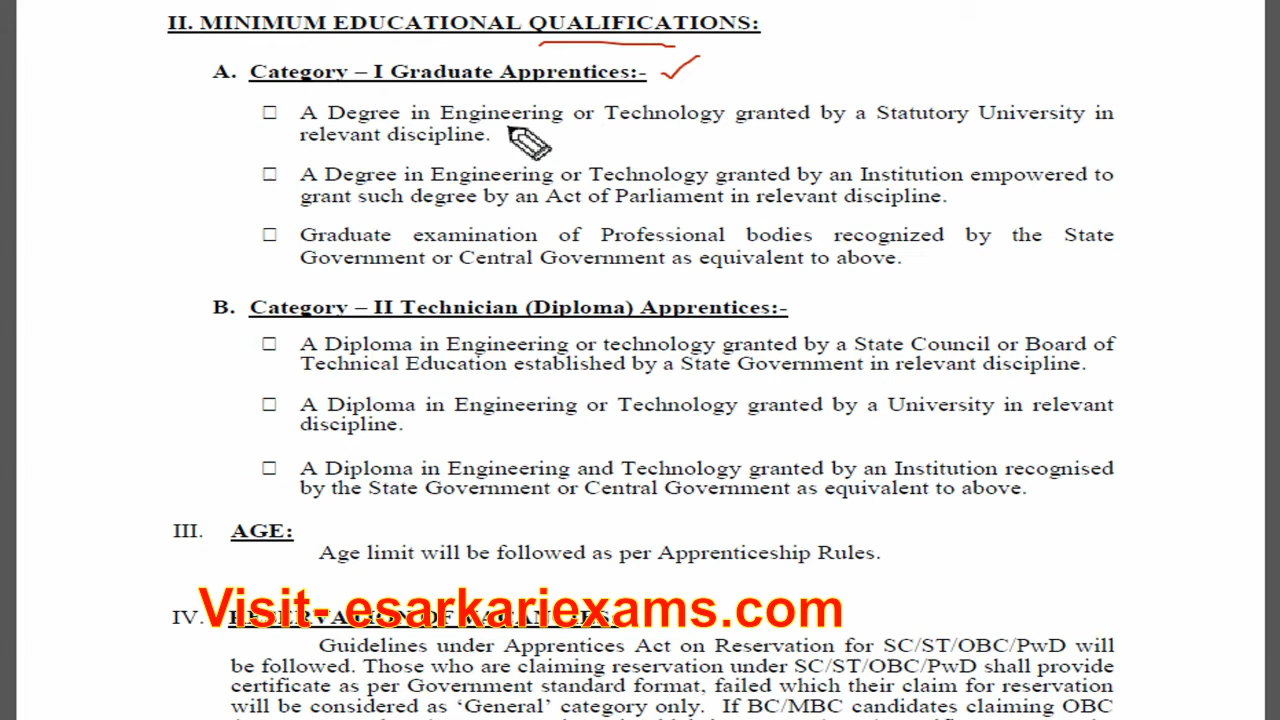 II. MINIMUM EDUCATIONAL QUALIFICATIONS:
A. Category – I Graduate Apprentices:-
A Degree in Engineering or Technology granted by a Statutory University in
relevant discipline.
A Degree in Engineering or Technology granted by an Institution empowered to
grant such degree by an Act of Parliament in relevant discipline.
Graduate examination of Professional bodies recognized by the State
Government or Central Government as equivalent to above.
B. Category – II Technician (Diploma) Apprentices:-
A Diploma in Engineering or technology granted by a State Council or Board of
Technical Education established by a State Government in relevant discipline.
A Diploma in Engineering or Technology granted by a University in relevant
discipline.
A Diploma in Engineering and Technology granted by an Institution recognised
by the State Government or Central Government as equivalent to above.
III. AGE:
Age limit will be followed as per Apprenticeship Rules.
Visit- esarkariexams.com
IV. RESERVATION OF VACANCIES:
Guidelines under Apprentices Act on Reservation for SC/ST/OBC/PwD will
be followed. Those who are claiming reservation under SC/ST/OBC/PwD shall provide
certificate as per Government standard format, failed which their claim for reservation
will be considered as ‘General’ category only. If BC/MBC candidates claiming OBC